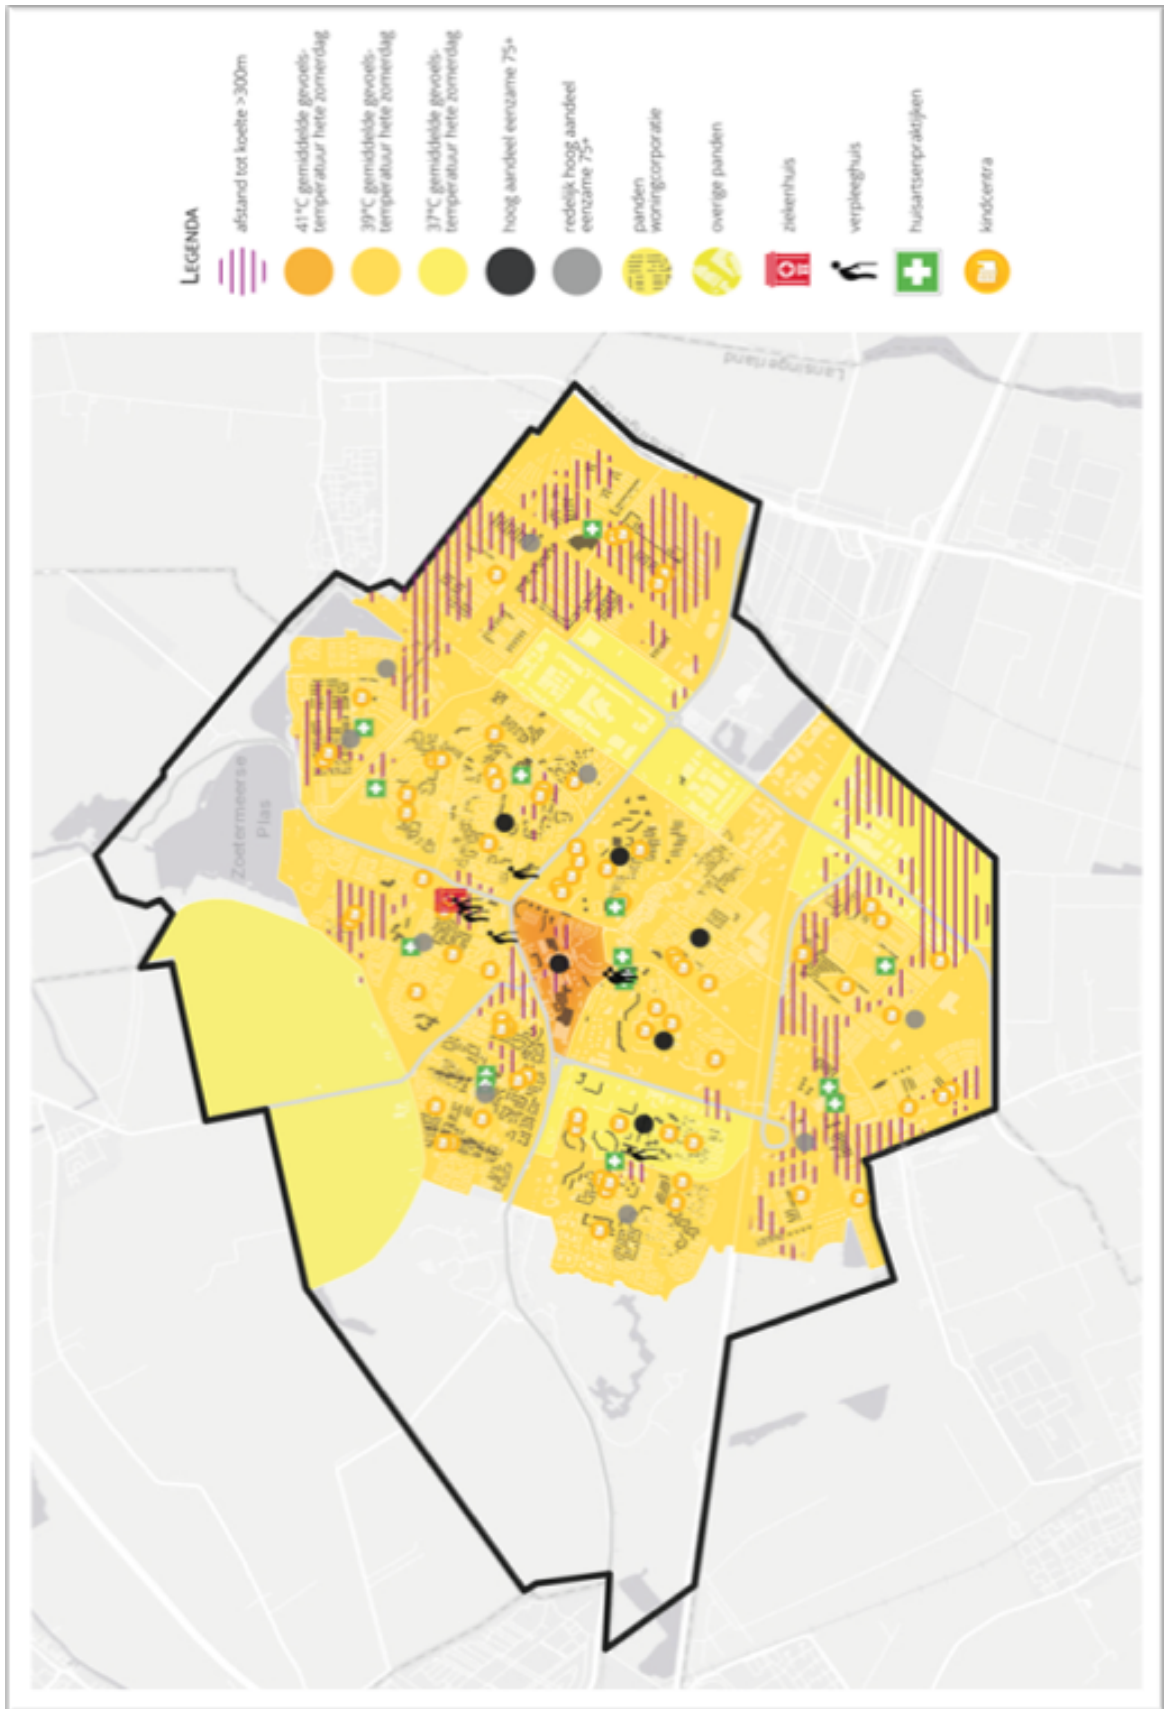 LEGENDA
afstand tot koelte >300m
41°C gemiddelde gevoels-
temperatuur hete zomerdag
39°C gemiddelde gevoels-
temperatuur hete zomerdag
37°C gemiddelde gevoels-
temperatuur hete zomerdag
hoog aandeel eenzame 75+
redelijk hoog aandeel
eenzame 75+
panden
woningcorporatie
overige panden
ziekenhuis
verpleeghuis
huisartsenpraktijken
kindcentra
Zoetermeerse
Plas
Lansingerland